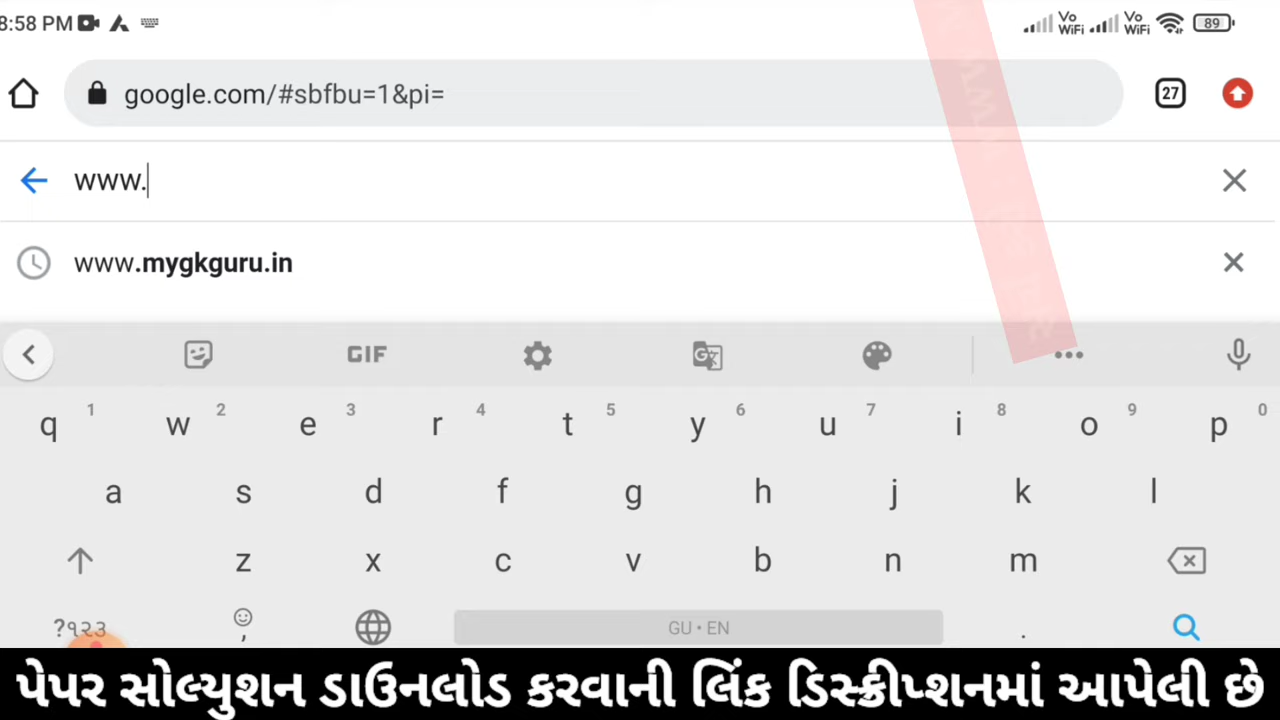 8:58 PM Vo WiFi Vo WiFi 89
google.com/#sbfbu=1&pi= 27
www.
www.mygkguru.in
GIF
q 1 w 2 e 3 r 4 t 5 y 6 u 7 i 8 o 9 p 0
a s d f g h j k l
z x c v b n m
?૧૨૩ , GU • EN .
પેપર સોલ્યુશન ડાઉનલોડ કરવાની લિંક ડિસ્ક્રીપ્શનમાં આપેલી છે